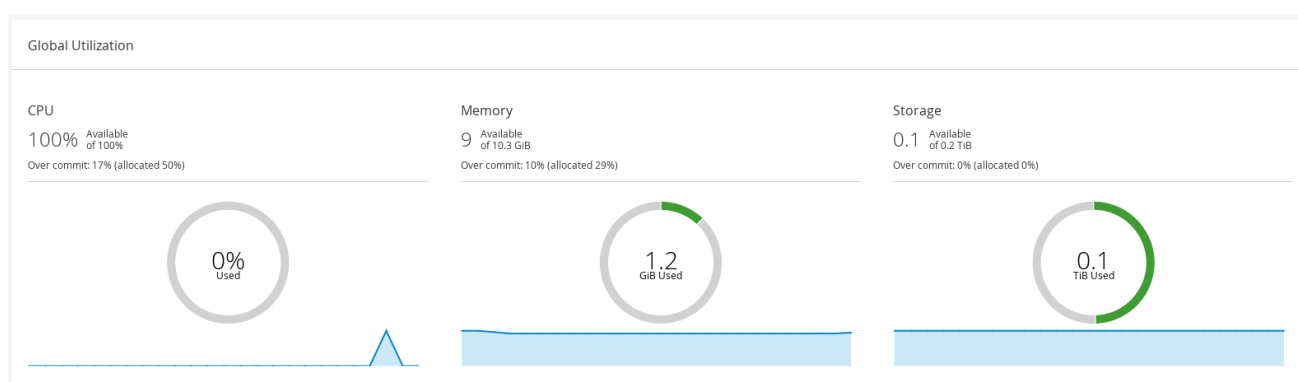 Global Utilization
CPU
100% Available
of 100%
Over commit: 17% (allocated 50%)
0%
Used
Memory
9 Available
of 10.3 GiB
Over commit: 10% (allocated 29%)
1.2
GiB Used
Storage
0.1 Available
of 0.2 TiB
Over commit: 0% (allocated 0%)
0.1
TiB Used